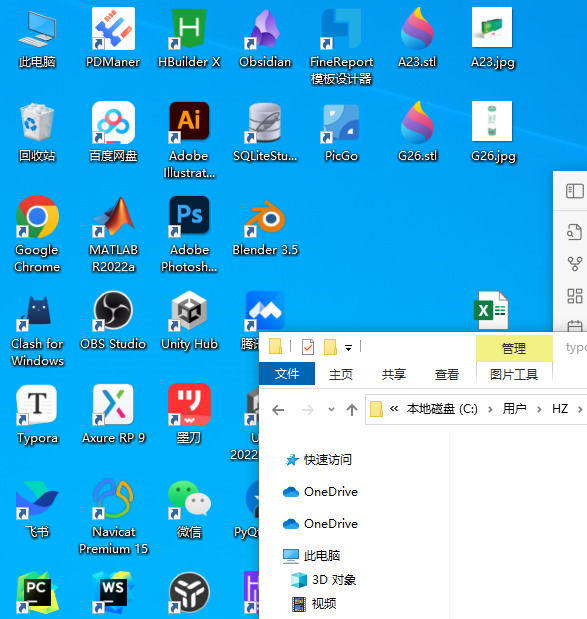 此电脑
PDManer
HBuilder X
Obsidian
FineReport
模板设计器
A23.stl
A23.jpg
回收站
百度网盘
Ai
Adobe
Illustrat...
SQLiteStu...
PicGo
G26.stl
G26.jpg
Google
Chrome
MATLAB
R2022a
Ps
Adobe
Photosh...
Blender 3.5
Clash for
Windows
OBS Studio
Unity Hub
管理
typo
文件
主页
共享
查看
图片工具
« 本地磁盘 (C:) › 用户 › HZ ›
T
Typora
Axure RP 9
墨刀
2022
快速访问
OneDrive
OneDrive
此电脑
3D 对象
视频
飞书
Navicat
Premium 15
微信
PyQ
PC
WS